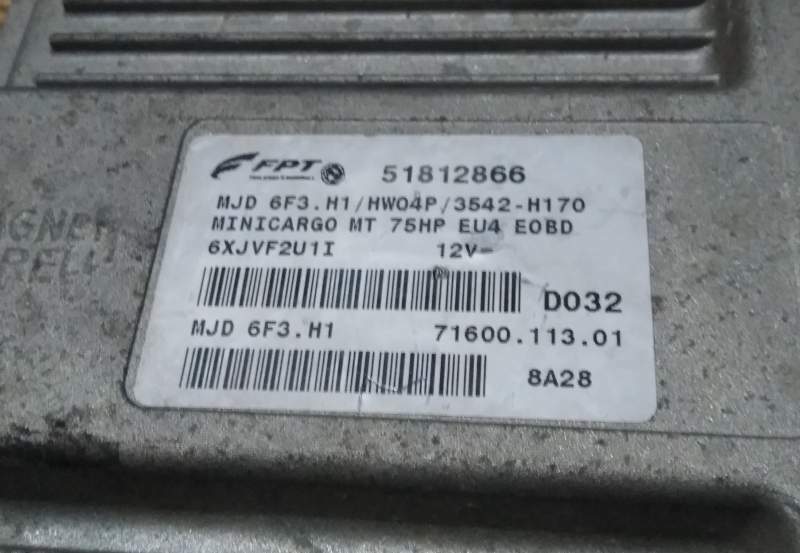 FPT 51812866
MJD 6F3.H1/HW04P/3542-H170
MINICARGO MT 75HP EU4 EOBD
6XJVF2U1I 12V
D032
MJD 6F3.H1 71600.113.01
8A28